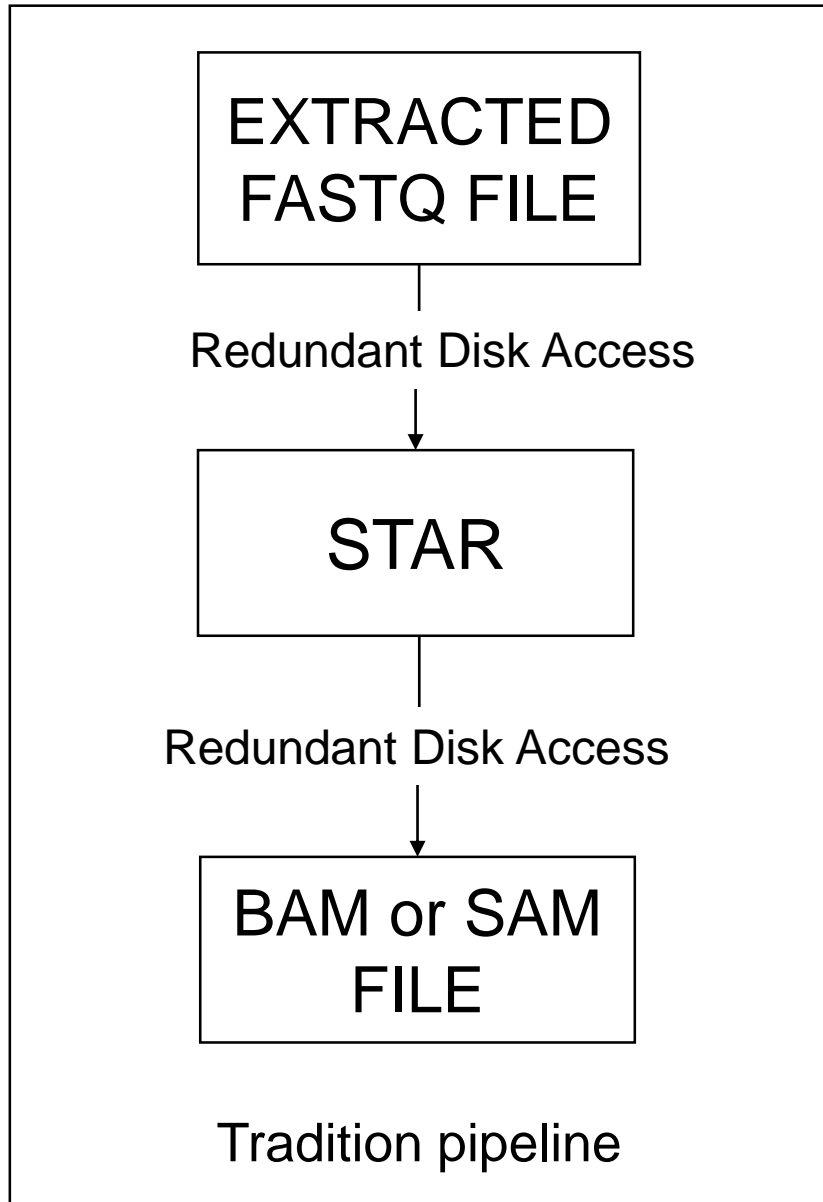 EXTRACTED
FASTQ FILE
Redundant Disk Access
STAR
Redundant Disk Access
BAM or SAM
FILE
Tradition pipeline